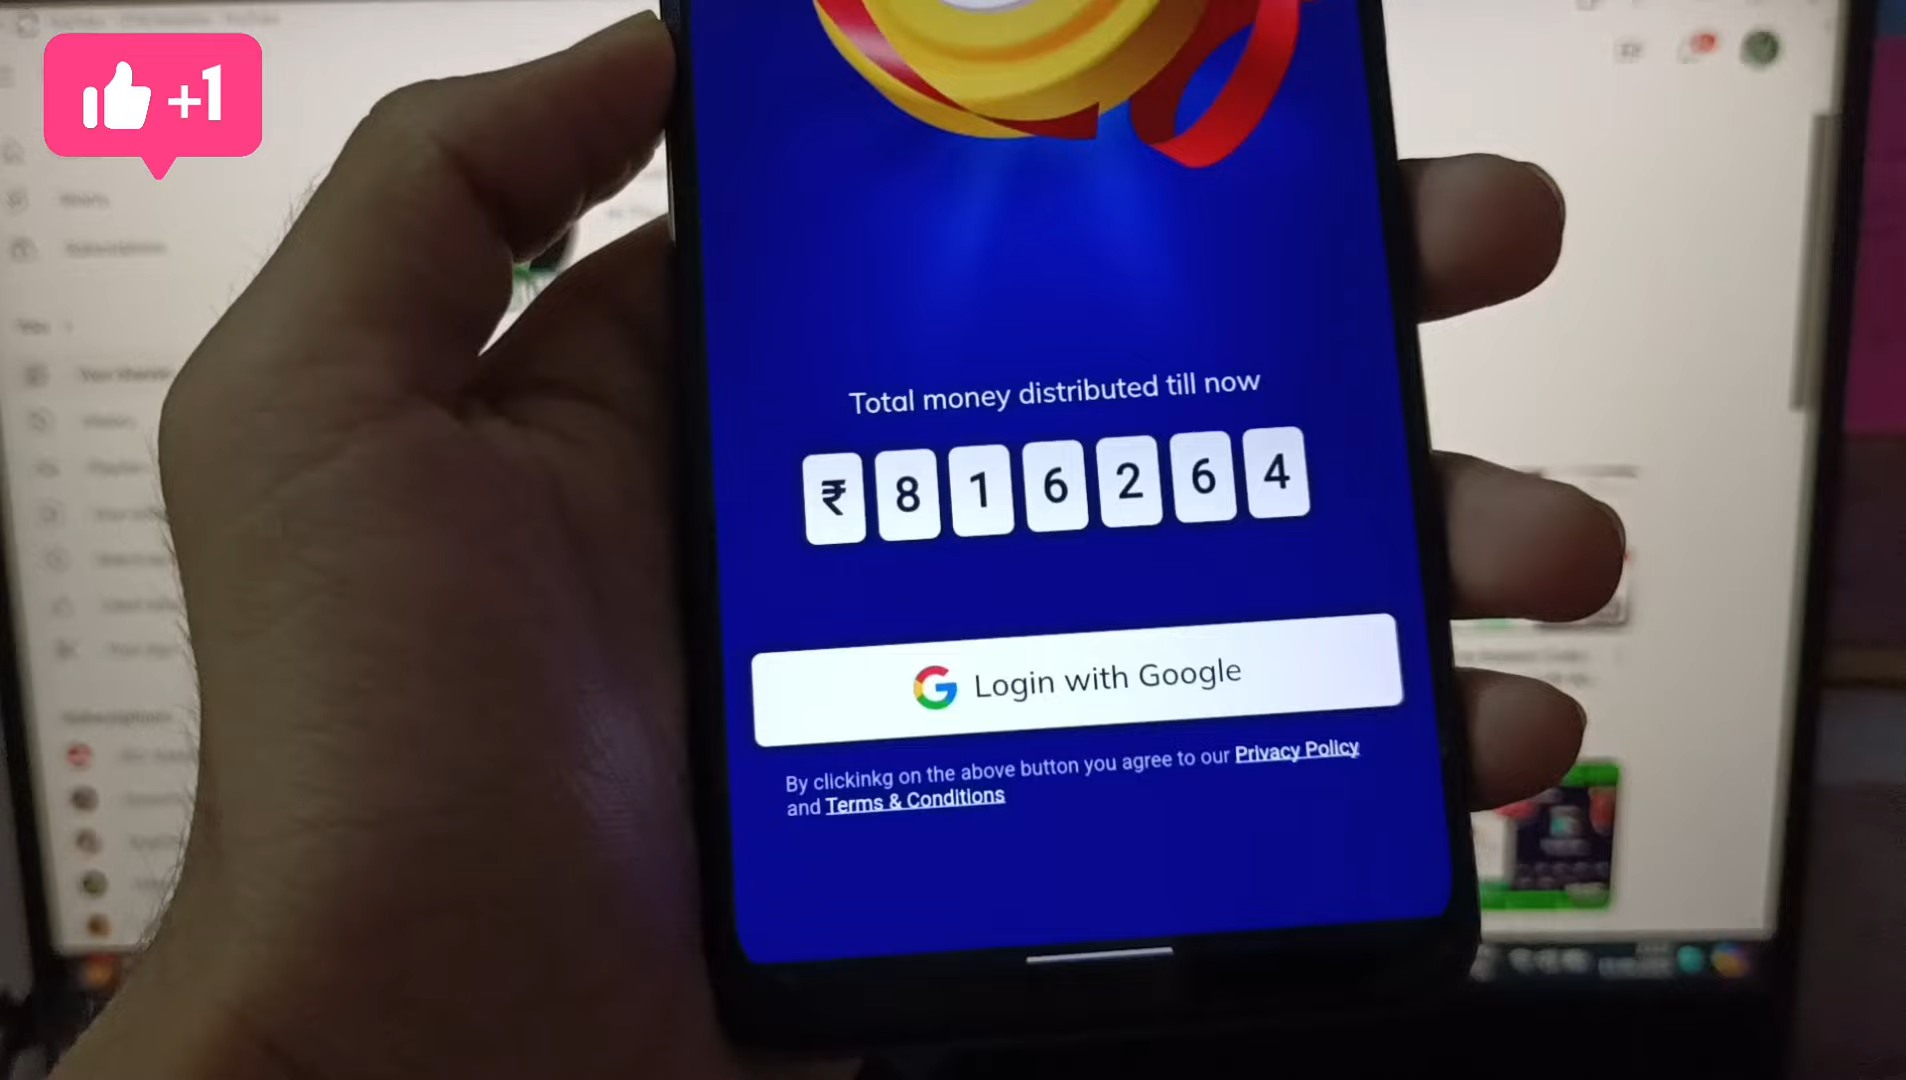 +1
Total money distributed till now
₹ 8 1 6 2 6 4
Login with Google
By clickinkg on the above button you agree to our Privacy Policy
and Terms & Conditions